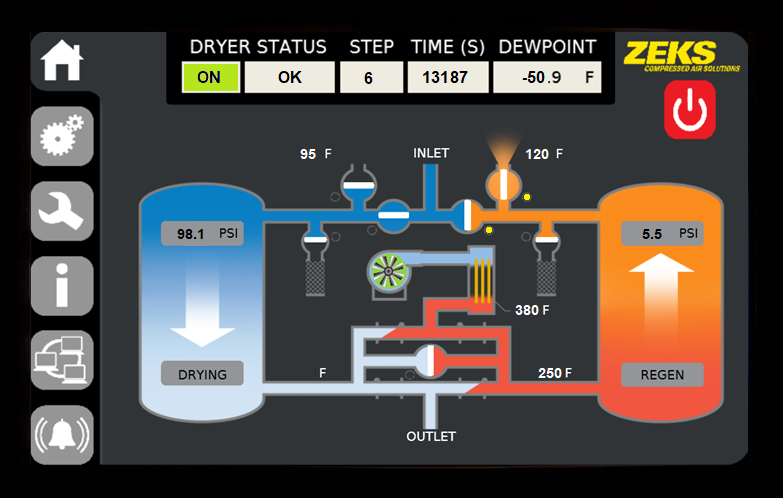 DRYER STATUS STEP TIME (S) DEWPOINT
ON OK 6 13187 -50.9 F
ZEKS
COMPRESSED AIR SOLUTIONS
95 F INLET 120 F
98.1 PSI 5.5 PSI
380 F
DRYING F 250 F REGEN
OUTLET